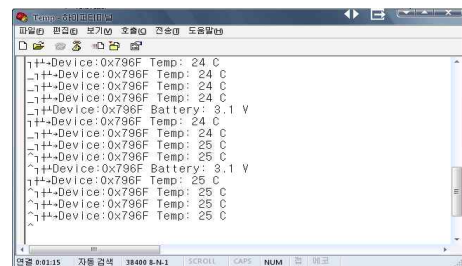 Temp - 하이퍼터미널
파일(F) 편집(E) 보기(V) 호출(C) 전송(T) 도움말(H)
┐┼┴→Device:0x796F Temp: 24 C
_┐┼┴→Device:0x796F Temp: 24 C
_┐┼┴→Device:0x796F Temp: 24 C
_┐┼┴→Device:0x796F Temp: 24 C
_┐┼Device:0x796F Battery: 3.1 V
┐┼┴→Device:0x796F Temp: 24 C
_┐┼┴→Device:0x796F Temp: 24 C
_┐┼┴→Device:0x796F Temp: 25 C
^┐┼┴→Device:0x796F Temp: 25 C
^┐┼Device:0x796F Battery: 3.1 V
┐┼┴→Device:0x796F Temp: 25 C
^┐┼┴→Device:0x796F Temp: 25 C
^┐┼┴→Device:0x796F Temp: 25 C
^┐┼┴→Device:0x796F Temp: 25 C
^
연결 0:01:15 자동 검색 38400 8-N-1 SCROLL CAPS NUM 캡 에코